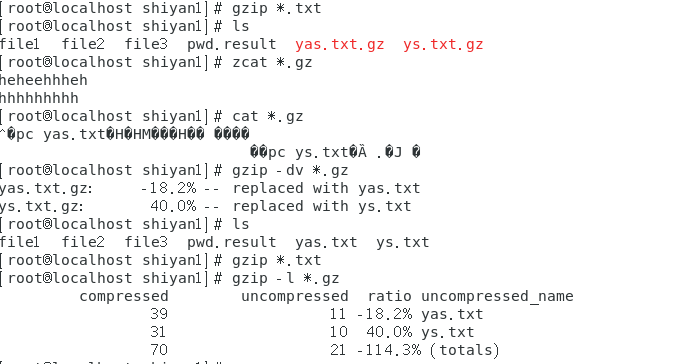 [root@localhost shiyan1]# gzip *.txt
[root@localhost shiyan1]# ls
file1 file2 file3 pwd.result yas.txt.gz ys.txt.gz
[root@localhost shiyan1]# zcat *.gz
heheehhheh
hhhhhhhhh
[root@localhost shiyan1]# cat *.gz
^�pc yas.txt�H�HM���H�� ����
��pc ys.txt�Ã .�J �
[root@localhost shiyan1]# gzip -dv *.gz
yas.txt.gz: -18.2% -- replaced with yas.txt
ys.txt.gz: 40.0% -- replaced with ys.txt
[root@localhost shiyan1]# ls
file1 file2 file3 pwd.result yas.txt ys.txt
[root@localhost shiyan1]# gzip *.txt
[root@localhost shiyan1]# gzip -l *.gz
compressed uncompressed ratio uncompressed_name
39 11 -18.2% yas.txt
31 10 40.0% ys.txt
70 21 -114.3% (totals)